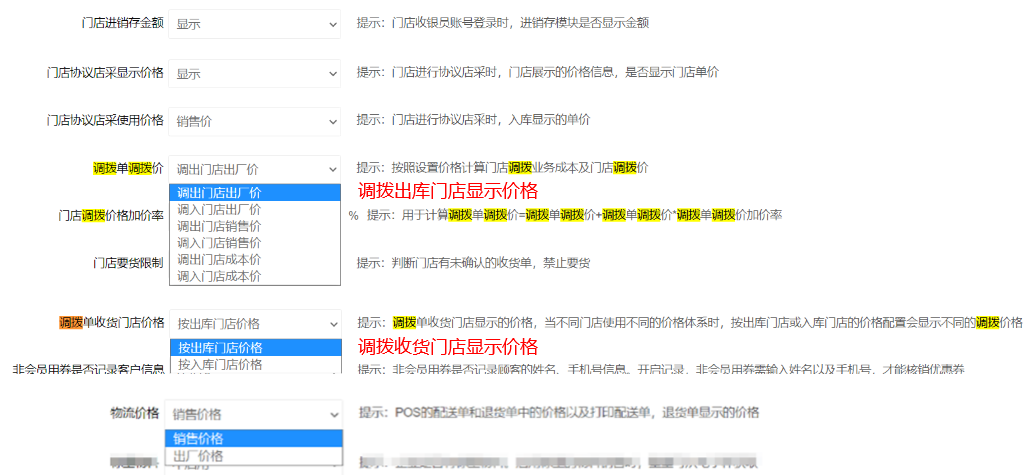 门店进销存金额 显示 提示：门店收银员账号登录时，进销存模块是否显示金额
门店协议店采显示价格 显示 提示：门店进行协议店采时，门店展示的价格信息，是否显示门店单价
门店协议店采使用价格 销售价 提示：门店进行协议店采时，入库显示的单价
调拨单调拨价 调出门店出厂价 提示：按照设置价格计算门店调拨业务成本及门店调拨价
调出门店出厂价 调拨出库门店显示价格
调入门店出厂价
门店调拨价格加价率 % 提示：用于计算调拨单调拨价=调拨单调拨价+调拨单调拨价*调拨单调拨价加价率
调出门店销售价
调入门店销售价
调出门店成本价
门店要货限制 提示：判断门店有未确认的收货单，禁止要货
调入门店成本价
调拨单收货门店价格 按出库门店价格 提示：调拨单收货门店显示的价格，当不同门店使用不同的价格体系时，按出库门店或入库门店的价格配置会显示不同的调拨价格
按出库门店价格 调拨收货门店显示价格
按入库门店价格
非会员用券是否记录客户信息 提示：非会员用券是否记录顾客的姓名、手机号信息。开启记录，非会员用券需输入姓名以及手机号，才能核销优惠券
物流价格 销售价格 提示：POS的配送单和退货单中的价格以及打印配送单，退货单显示的价格
销售价格
出厂价格